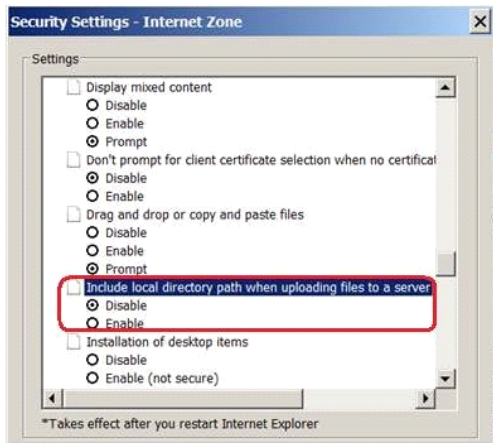 Security Settings - Internet Zone
Settings
Display mixed content
Disable
Enable
Prompt
Don't prompt for client certificate selection when no certificat
Disable
Enable
Drag and drop or copy and paste files
Disable
Enable
Prompt
Include local directory path when uploading files to a server
Disable
Enable
Installation of desktop items
Disable
Enable (not secure)
*Takes effect after you restart Internet Explorer